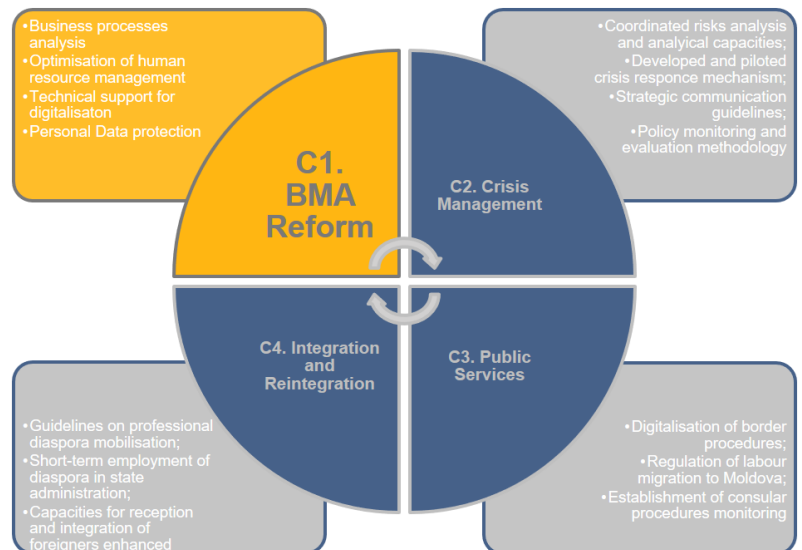 •Business processes
analysis
•Optimisation of human
resource management
•Technical support for
digitalisaton
•Personal Data protection
•Coordinated risks analysis
and analyical capacities;
•Developed and piloted
crisis responce mechanism;
•Strategic communication
guidelines;
•Policy monitoring and
evaluation methodology
C1.
BMA
Reform
C2. Crisis
Management
C4. Integration
and
Reintegration
C3. Public
Services
•Guidelines on professional
diaspora mobilisation;
•Short-term employment of
diaspora in state
administration;
•Capacities for reception
and integration of
foreigners enhanced
•Digitalisation of border
procedures;
•Regulation of labour
migration to Moldova;
•Establishment of consular
procedures monitoring